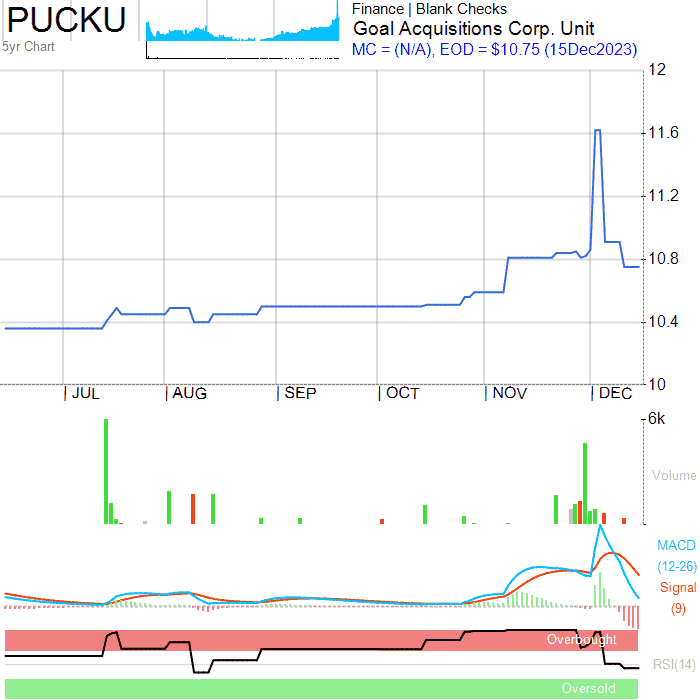 PUCKU
5yr Chart
Finance | Blank Checks
Goal Acquisitions Corp. Unit
MC = (N/A), EOD = $10.75 (15Dec2023)
12
11.6
11.2
10.8
10.4
10
JUL AUG SEP OCT NOV DEC
6k
Volume
MACD
(12-26)
Signal
(9)
Overbought
RSI(14)
Oversold